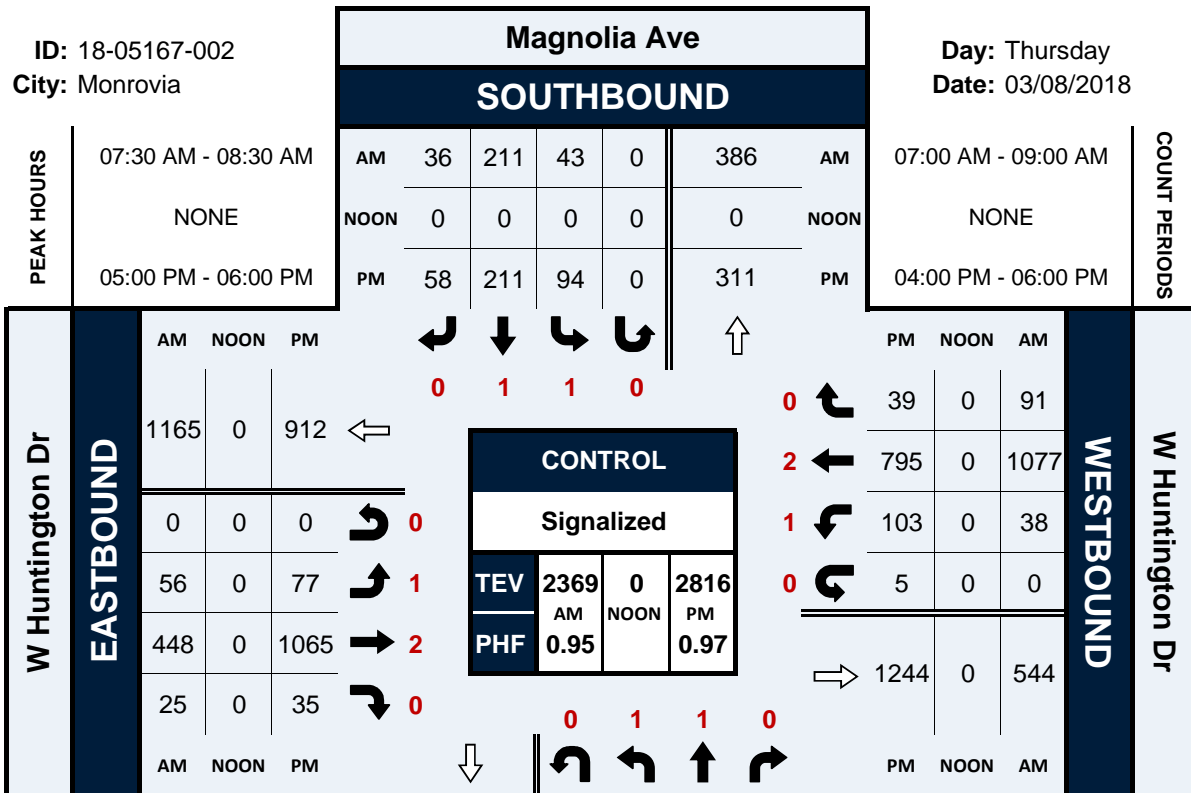 ID: 18-05167-002
City: Monrovia
Magnolia Ave
SOUTHBOUND
Day: Thursday
Date: 03/08/2018
PEAK HOURS
07:30 AM - 08:30 AM
NONE
05:00 PM - 06:00 PM
AM 36 211 43 0 386 AM
NOON 0 0 0 0 0 NOON
PM 58 211 94 0 311 PM
07:00 AM - 09:00 AM
NONE
04:00 PM - 06:00 PM
COUNT PERIODS
0 1 1 0
W Huntington Dr
EASTBOUND
AM NOON PM
1165 0 912
0 0 0 0
56 0 77 1
448 0 1065 2
25 0 35 0
AM NOON PM
CONTROL
Signalized
TEV 2369 0 2816
AM NOON PM
PHF 0.95 0.97
PM NOON AM
0 39 0 91
2 795 0 1077
1 103 0 38
0 5 0 0
1244 0 544
PM NOON AM
WESTBOUND
W Huntington Dr
0 1 1 0